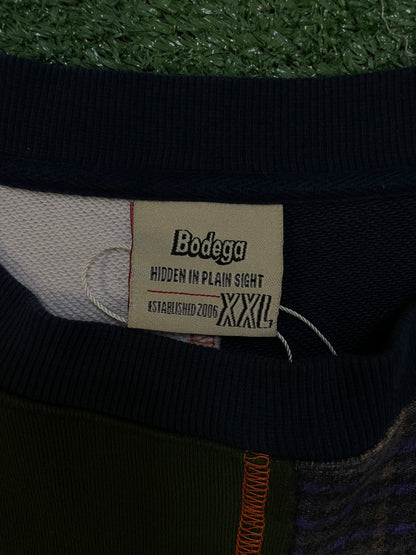 Bodega
HIDDEN IN PLAIN SIGHT
ESTABLISHED 2006 XXL